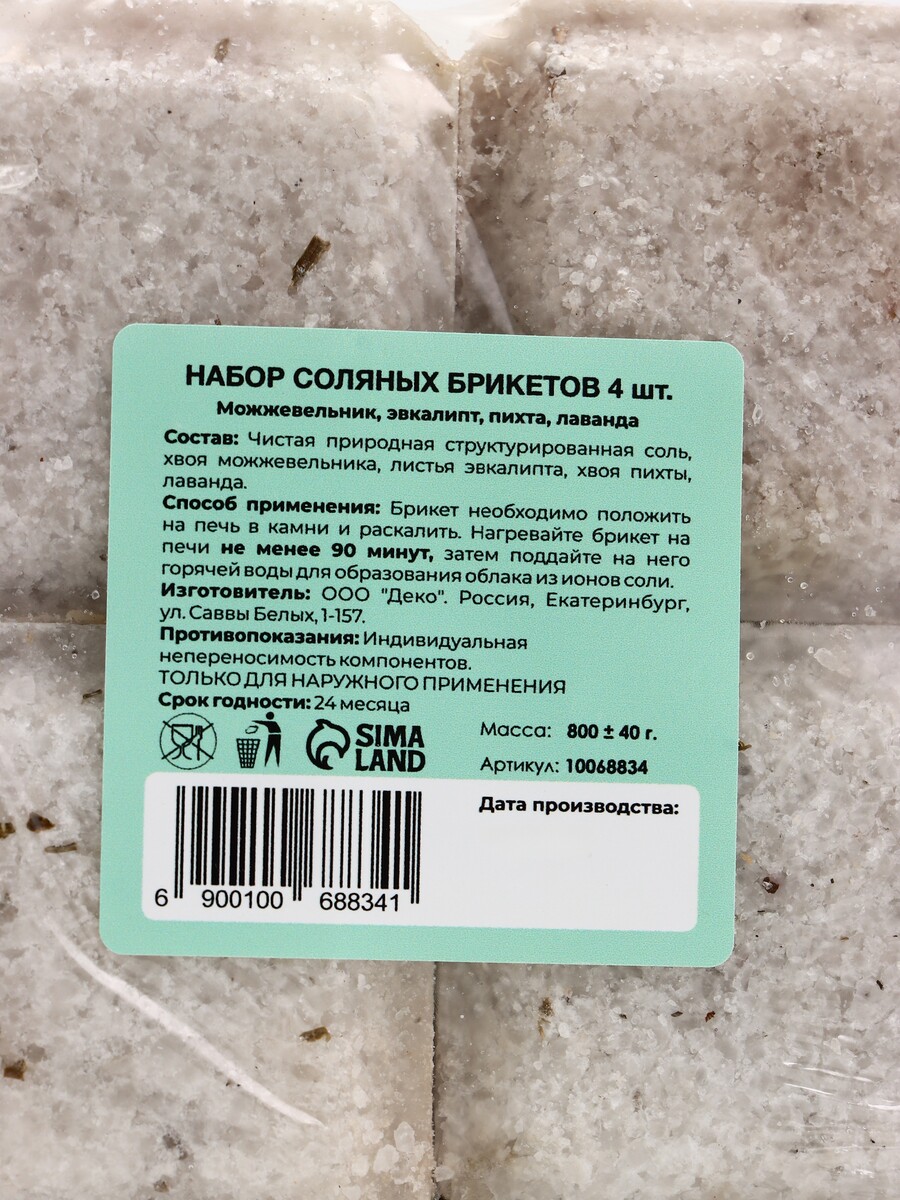 НАБОР СОЛЯНЫХ БРИКЕТОВ 4 шт.
Можжевельник, эвкалипт, пихта, лаванда
Состав: Чистая природная структурированная соль,
хвоя можжевельника, листья эвкалипта, хвоя пихты,
лаванда.
Способ применения: Брикет необходимо положить
на печь в камни и раскалить. Нагревайте брикет на
печи не менее 90 минут, затем поддайте на него
горячей воды для образования облака из ионов соли.
Изготовитель: ООО "Деко". Россия, Екатеринбург,
ул. Саввы Белых, 1-157.
Противопоказания: Индивидуальная
непереносимость компонентов.
ТОЛЬКО ДЛЯ НАРУЖНОГО ПРИМЕНЕНИЯ
Срок годности: 24 месяца
SIMA
LAND
Масса: 800 ± 40 г.
Артикул: 10068834
Дата производства:
6 900100 688341